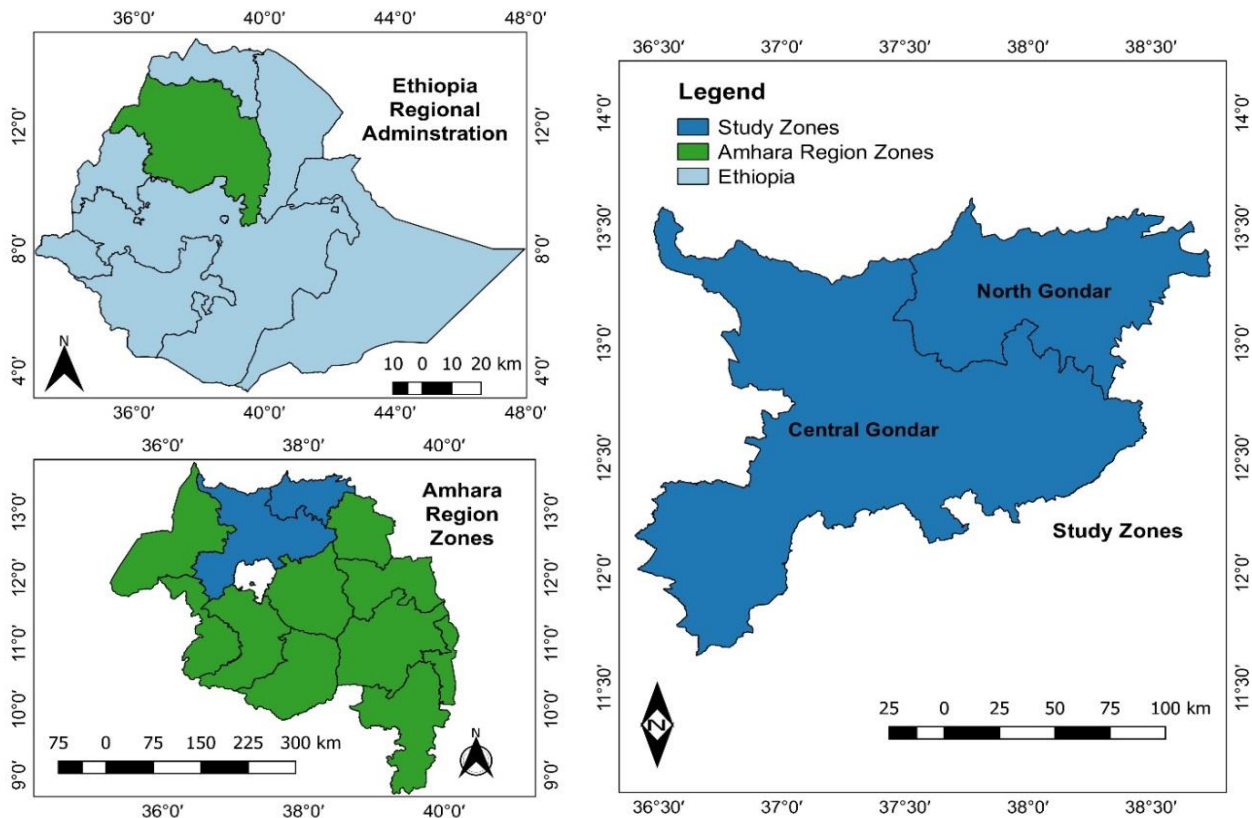 36°0′ 40°0′ 44°0′ 48°0′
Ethiopia
Regional
Adminstration
12°0′ 12°0′
8°0′ 8°0′
4°0′ 4°0′
N
10 0 10 20 km
36°0′ 40°0′ 44°0′ 48°0′
36°0′ 38°0′ 40°0′
Amhara
Region
Zones
13°0′ 13°0′
12°0′ 12°0′
11°0′ 11°0′
10°0′ 10°0′
9°0′ 9°0′
75 0 75 150 225 300 km
N
36°0′ 38°0′ 40°0′
36°30′ 37°0′ 37°30′ 38°0′ 38°30′
Legend
Study Zones
Amhara Region Zones
Ethiopia
14°0′ 14°0′
13°30′ 13°30′
North Gondar
13°0′ 13°0′
Central Gondar
12°30′ 12°30′
Study Zones
12°0′ 12°0′
11°30′ 11°30′
N
25 0 25 50 75 100 km
36°30′ 37°0′ 37°30′ 38°0′ 38°30′